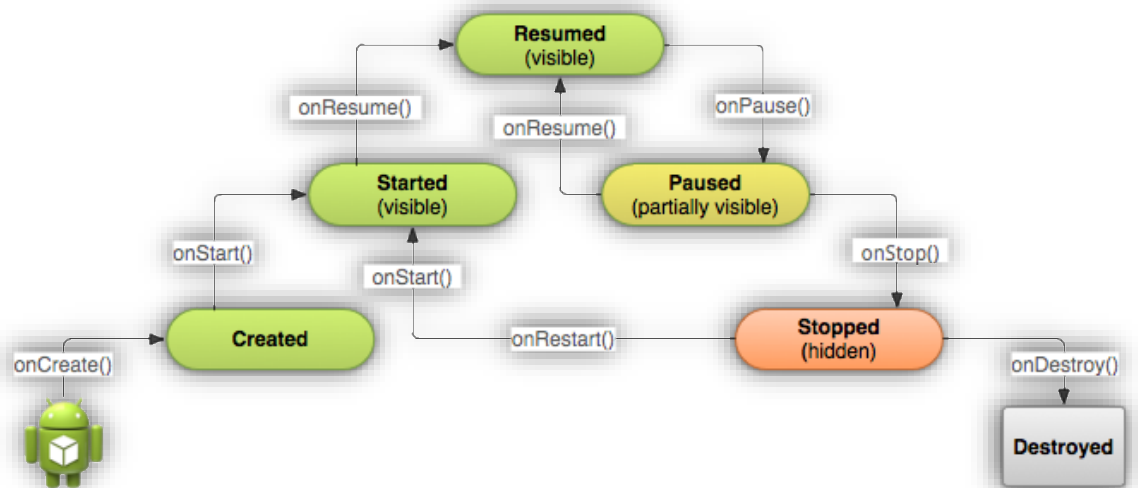 Resumed
(visible)
onResume()
onPause()
onResume()
Started
(visible)
Paused
(partially visible)
onStart()
onStop()
onStart()
Created
onRestart()
Stopped
(hidden)
onCreate()
onDestroy()
Destroyed